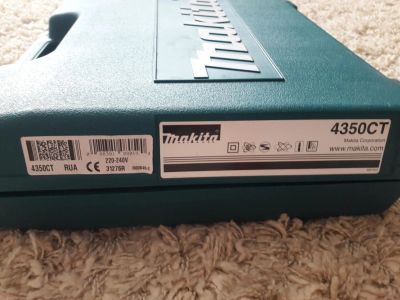 makita
4350CT RUA
220-240V
31276R
makita
4350CT
Makita Corporation
www.makita.com